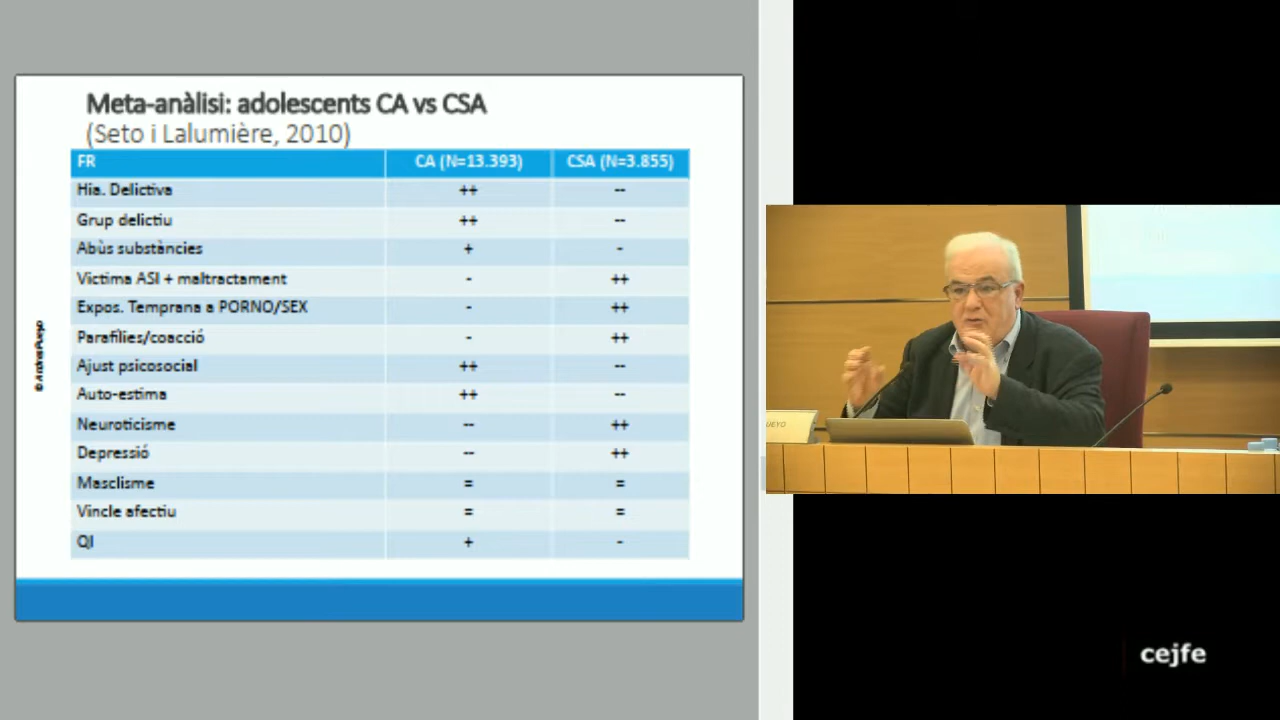 Meta-anàlisi: adolescents CA vs CSA
(Seto i Lalumière, 2010)
FR CA (N=13.393) CSA (N=3.855)
Hia. Delictiva ++ --
Grup delictiu ++ --
Abùs substàncies + -
Victima ASI + maltractament - ++
Expos. Temprana a PORNO/SEX - ++
Parafílies/coacció - ++
Ajust psicosocial ++ --
Auto-estima ++ --
Neuroticisme -- ++
Depressió -- ++
Masclisme = =
Vincle afectiu = =
QI + -
cejfe